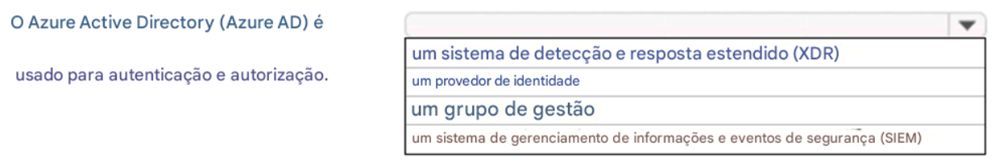 O Azure Active Directory (Azure AD) é
um sistema de detecção e resposta estendido (XDR)
um provedor de identidade
um grupo de gestão
um sistema de gerenciamento de informações e eventos de segurança (SIEM)
usado para autenticação e autorização.